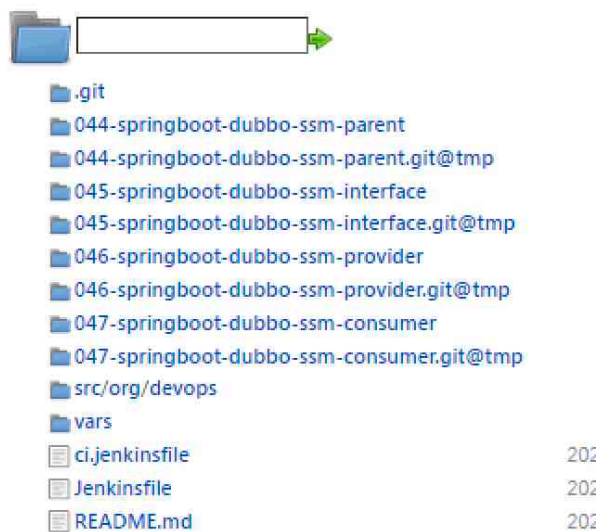 .git
044-springboot-dubbo-ssm-parent
044-springboot-dubbo-ssm-parent.git@tmp
045-springboot-dubbo-ssm-interface
045-springboot-dubbo-ssm-interface.git@tmp
046-springboot-dubbo-ssm-provider
046-springboot-dubbo-ssm-provider.git@tmp
047-springboot-dubbo-ssm-consumer
047-springboot-dubbo-ssm-consumer.git@tmp
src/org/devops
vars
ci.jenkinsfile 202
Jenkinsfile 202
README.md 202